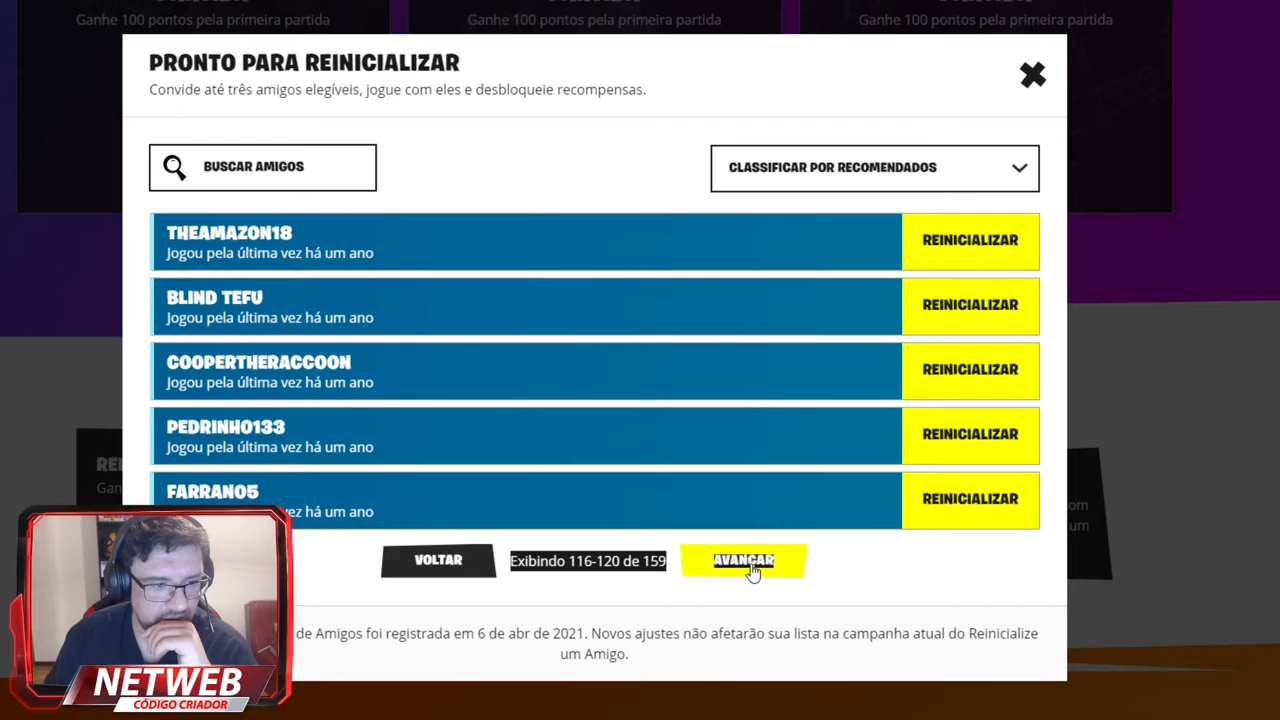 Ganhe 100 pontos pela primeira partida
Ganhe 100 pontos pela primeira partida
Ganhe 100 pontos pela primeira partida
PRONTO PARA REINICIALIZAR
Convide até três amigos elegíveis, jogue com eles e desbloqueie recompensas.
BUSCAR AMIGOS
CLASSIFICAR POR RECOMENDADOS
THEAMAZON18
Jogou pela última vez há um ano
REINICIALIZAR
BLIND TEFU
Jogou pela última vez há um ano
REINICIALIZAR
COOPERTHERACCOON
Jogou pela última vez há um ano
REINICIALIZAR
PEDRINHO133
Jogou pela última vez há um ano
REINICIALIZAR
FARRANO5
vez há um ano
REINICIALIZAR
VOLTAR
Exibindo 116-120 de 159
AVANÇAR
de Amigos foi registrada em 6 de abr de 2021. Novos ajustes não afetarão sua lista na campanha atual do Reinicialize
um Amigo.
om
um
NETWEB
CÓDIGO CRIADOR